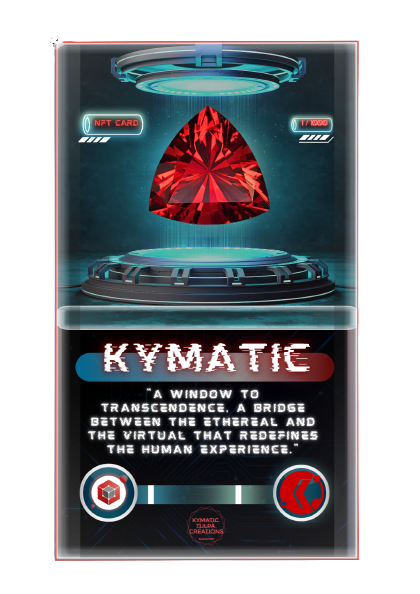 NFT CARD
1/1000
KYMATIC
"A WINDOW TO
TRANSCENDENCE, A BRIDGE
BETWEEN THE ETHEREAL AND
THE VIRTUAL THAT REDEFINES
THE HUMAN EXPERIENCE."
KYMATIC
TULPA
CREATIONS